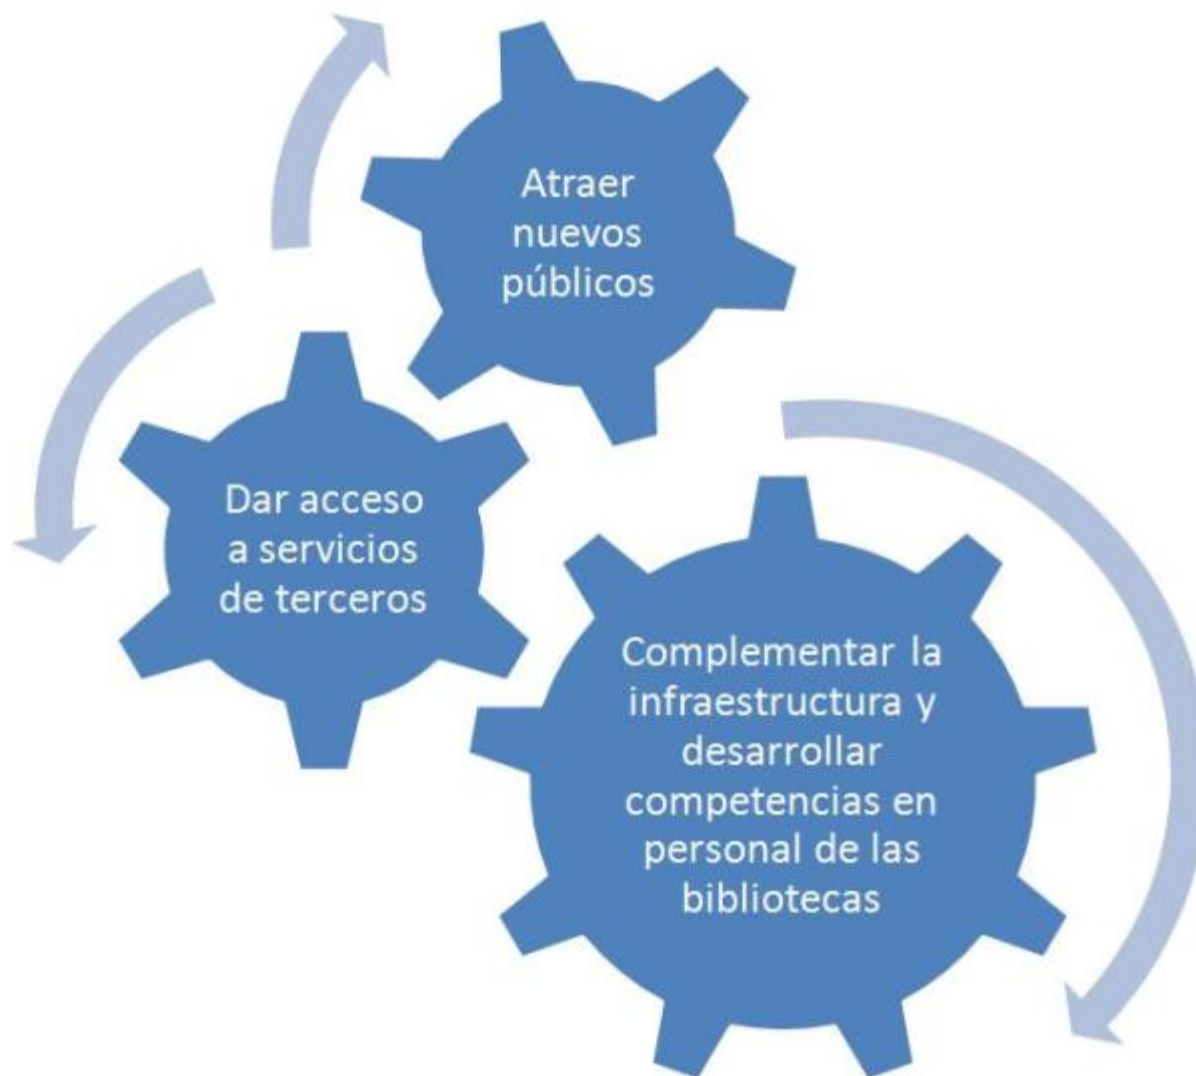 Atraer
nuevos
públicos
Dar acceso
a servicios
de terceros
Complementar la
infraestructura y
desarrollar
competencias en
personal de las
bibliotecas